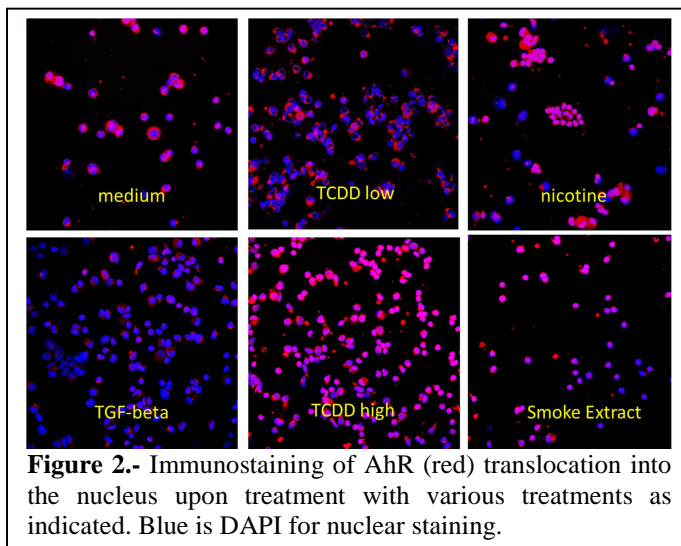 medium
TCDD low
nicotine
TGF-beta
TCDD high
Smoke Extract
Figure 2.- Immunostaining of AhR (red) translocation into
the nucleus upon treatment with various treatments as
indicated. Blue is DAPI for nuclear staining.